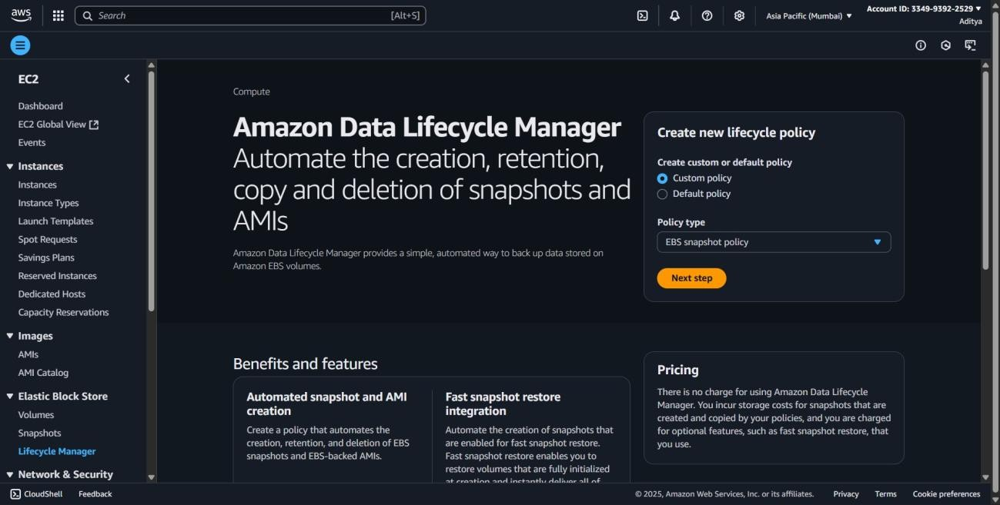 aws
Search
[Alt+S]
Asia Pacific (Mumbai)
Account ID: 3349-9392-2529
Aditya
EC2
Dashboard
EC2 Global View
Events
Instances
Instances
Instance Types
Launch Templates
Spot Requests
Savings Plans
Reserved Instances
Dedicated Hosts
Capacity Reservations
Images
AMIs
AMI Catalog
Elastic Block Store
Volumes
Snapshots
Lifecycle Manager
Network & Security
Compute
Amazon Data Lifecycle Manager
Automate the creation, retention,
copy and deletion of snapshots and
AMIs
Amazon Data Lifecycle Manager provides a simple, automated way to back up data stored on
Amazon EBS volumes.
Create new lifecycle policy
Create custom or default policy
Custom policy
Default policy
Policy type
EBS snapshot policy
Next step
Benefits and features
Automated snapshot and AMI
creation
Create a policy that automates the
creation, retention, and deletion of EBS
snapshots and EBS-backed AMIs.
Fast snapshot restore
integration
Automate the creation of snapshots that
are enabled for fast snapshot restore.
Fast snapshot restore enables you to
restore volumes that are fully initialized
at creation and instantly deliver all of
Pricing
There is no charge for using Amazon Data Lifecycle
Manager. You incur storage costs for snapshots that are
created and copied by your policies, and you are charged
for optional features, such as fast snapshot restore, that
you use.
CloudShell
Feedback
© 2025, Amazon Web Services, Inc. or its affiliates.
Privacy
Terms
Cookie preferences